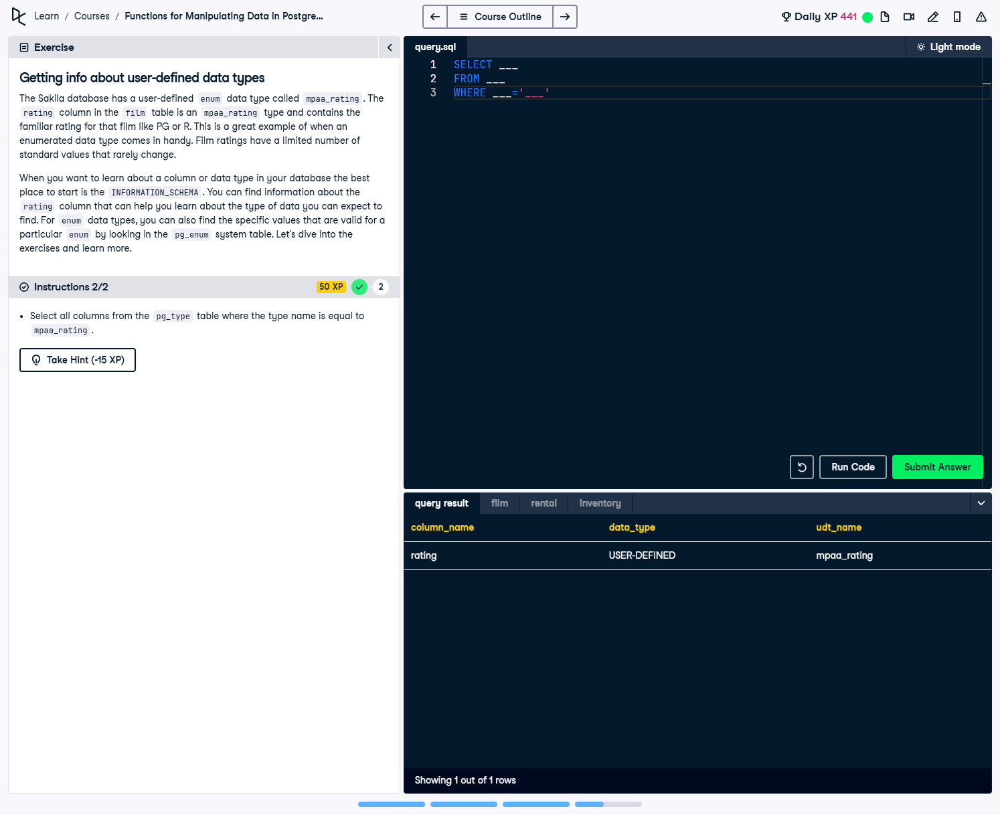 Learn / Courses / Functions for Manipulating Data in Postgre...
Course Outline
Daily XP 441
Exercise
Getting info about user-defined data types
The Sakila database has a user-defined enum data type called mpaa_rating. The
rating column in the film table is an mpaa_rating type and contains the
familiar rating for that film like PG or R. This is a great example of when an
enumerated data type comes in handy. Film ratings have a limited number of
standard values that rarely change.
When you want to learn about a column or data type in your database the best
place to start is the INFORMATION_SCHEMA. You can find information about the
rating column that can help you learn about the type of data you can expect to
find. For enum data types, you can also find the specific values that are valid for a
particular enum by looking in the pg_enum system table. Let's dive into the
exercises and learn more.
Instructions 2/2
50 XP
2
• Select all columns from the pg_type table where the type name is equal to
mpaa_rating.
Take Hint (-15 XP)
query.sql
Light mode
1 SELECT ___
2 FROM ___
3 WHERE ___='___'
Run Code
Submit Answer
query result
film
rental
inventory
column_name data_type udt_name
rating USER-DEFINED mpaa_rating
Showing 1 out of 1 rows